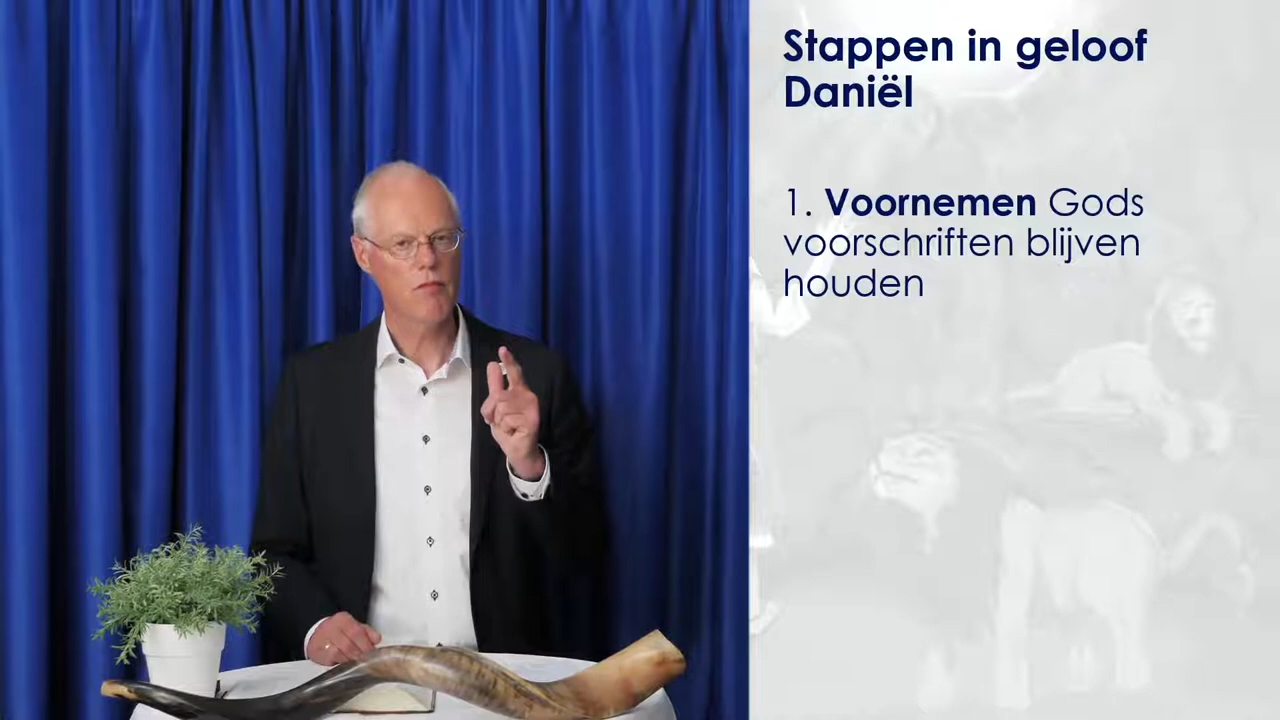 Stappen in geloof
Daniël
1. Voornemen Gods
voorschriften blijven
houden